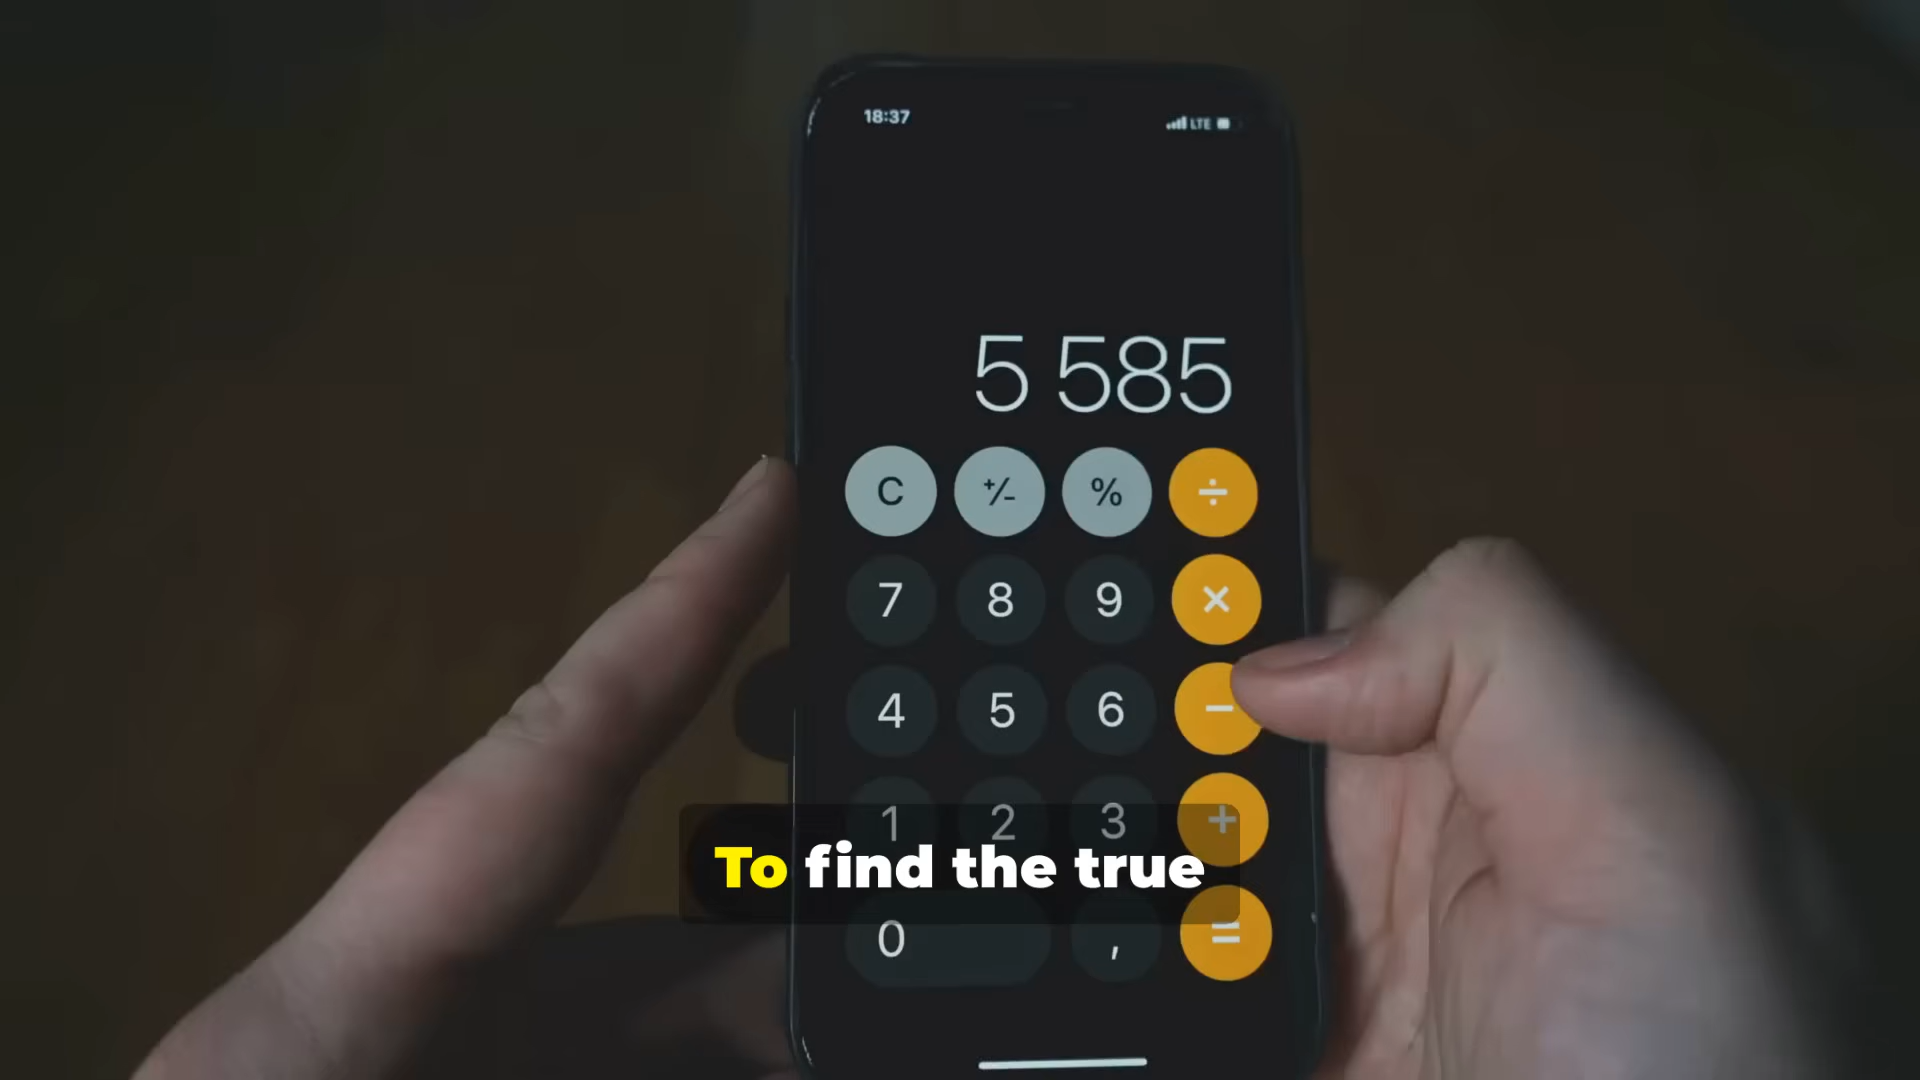 18:37 LTE
5 585
C +/- % ÷
7 8 9 ×
4 5 6 −
1 2 3 +
To find the true
0 , =